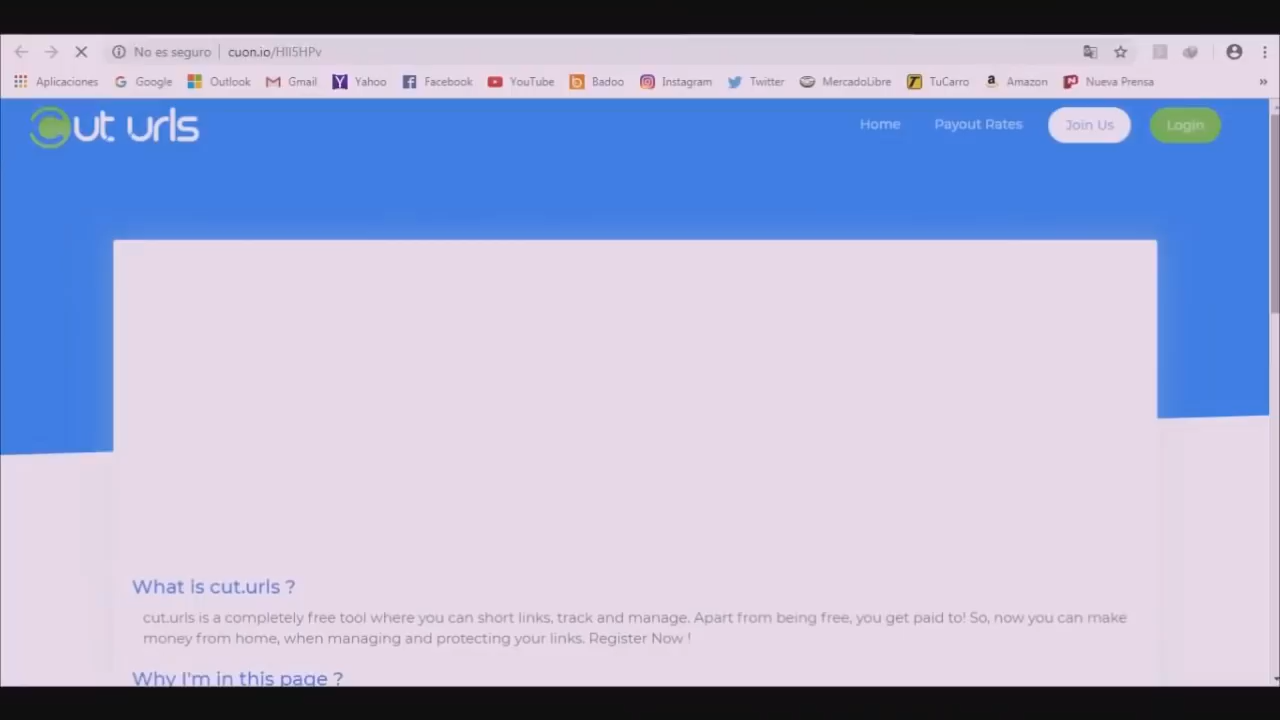 No es seguro cuon.io/HII5HPv
Aplicaciones Google Outlook Gmail Yahoo Facebook YouTube Badoo Instagram Twitter MercadoLibre TuCarro Amazon Nueva Prensa »
Cut urls Home Payout Rates Join Us Login
What is cut.urls ?
cut.urls is a completely free tool where you can short links, track and manage. Apart from being free, you get paid to! So, now you can make
money from home, when managing and protecting your links. Register Now !
Why I'm in this page ?